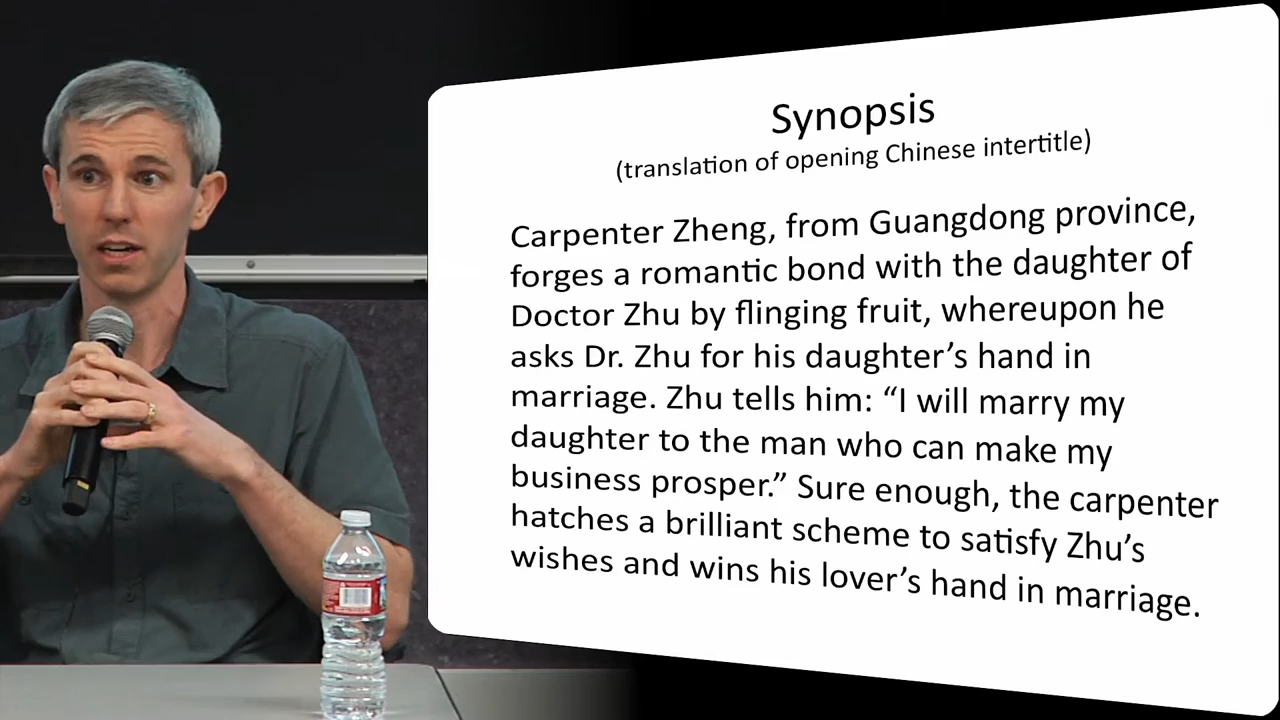 Synopsis
(translation of opening Chinese intertitle)
Carpenter Zheng, from Guangdong province,
forges a romantic bond with the daughter of
Doctor Zhu by flinging fruit, whereupon he
asks Dr. Zhu for his daughter’s hand in
marriage. Zhu tells him: “I will marry my
daughter to the man who can make my
business prosper.” Sure enough, the carpenter
hatches a brilliant scheme to satisfy Zhu’s
wishes and wins his lover’s hand in marriage.